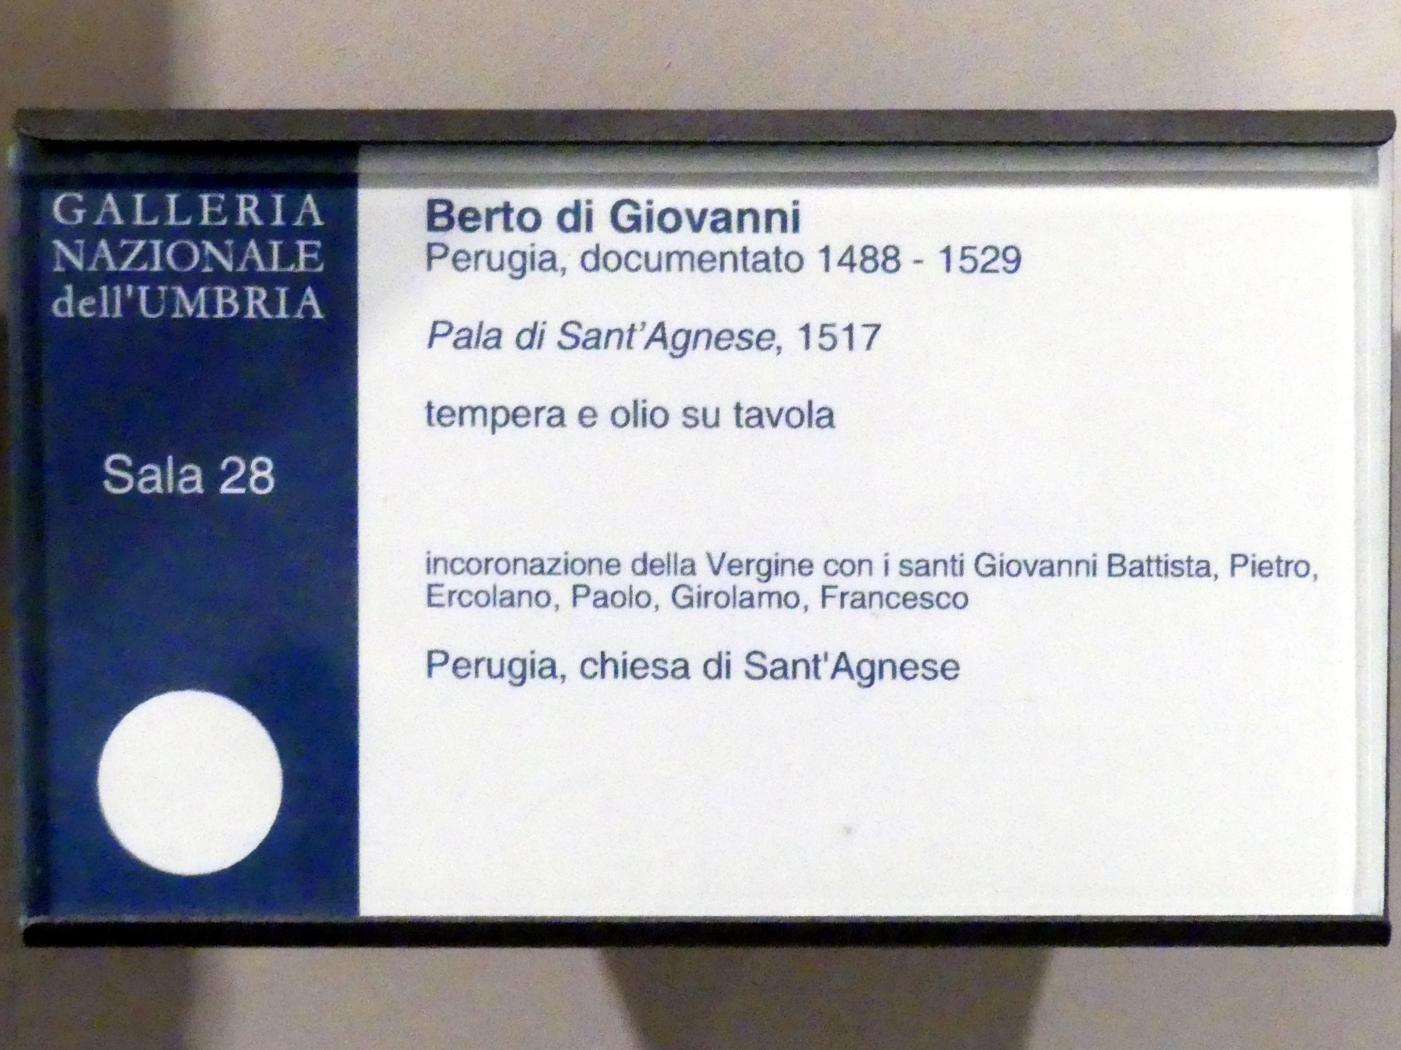 GALLERIA
NAZIONALE
dell'UMBRIA
Sala 28
Berto di Giovanni
Perugia, documentato 1488 - 1529
Pala di Sant'Agnese, 1517
tempera e olio su tavola
incoronazione della Vergine con i santi Giovanni Battista, Pietro,
Ercolano, Paolo, Girolamo, Francesco
Perugia, chiesa di Sant'Agnese